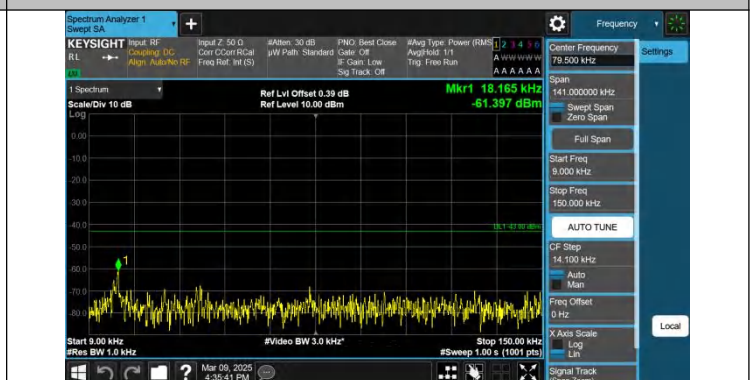 Spectrum Analyzer 1
Swept SA
Frequency
KEYSIGHT
RL
Input: RF
Coupling: DC
Align: Auto/No RF
Input Z: 50 Ω
Corr CCorr RCal
Freq Ref: Int (S)
#Atten: 30 dB
µW Path: Standard
PNO: Best Close
Gate: Off
IF Gain: Low
Sig Track: Off
#Avg Type: Power (RMS)
Avg|Hold: 1/1
Trig: Free Run
1 2 3 4 5 6
A W W W W W
A A A A A A
1 Spectrum
Scale/Div 10 dB
Log
Ref Lvl Offset 0.39 dB
Ref Level 10.00 dBm
Mkr1 18.165 kHz
-61.397 dBm
0.00
-10.0
-20.0
-30.0
-40.0
-50.0
-60.0
-70.0
-80.0
1
Start 9.00 kHz
#Res BW 1.0 kHz
#Video BW 3.0 kHz*
Stop 150.00 kHz
#Sweep 1.00 s (1001 pts)
Mar 09, 2025
4:35:41 PM
Center Frequency
79.500 kHz
Settings
Span
141.000000 kHz
Swept Span
Zero Span
Full Span
Start Freq
9.000 kHz
Stop Freq
150.000 kHz
AUTO TUNE
CF Step
14.100 kHz
Auto
Man
Freq Offset
0 Hz
X Axis Scale
Log
Lin
Local
Signal Track